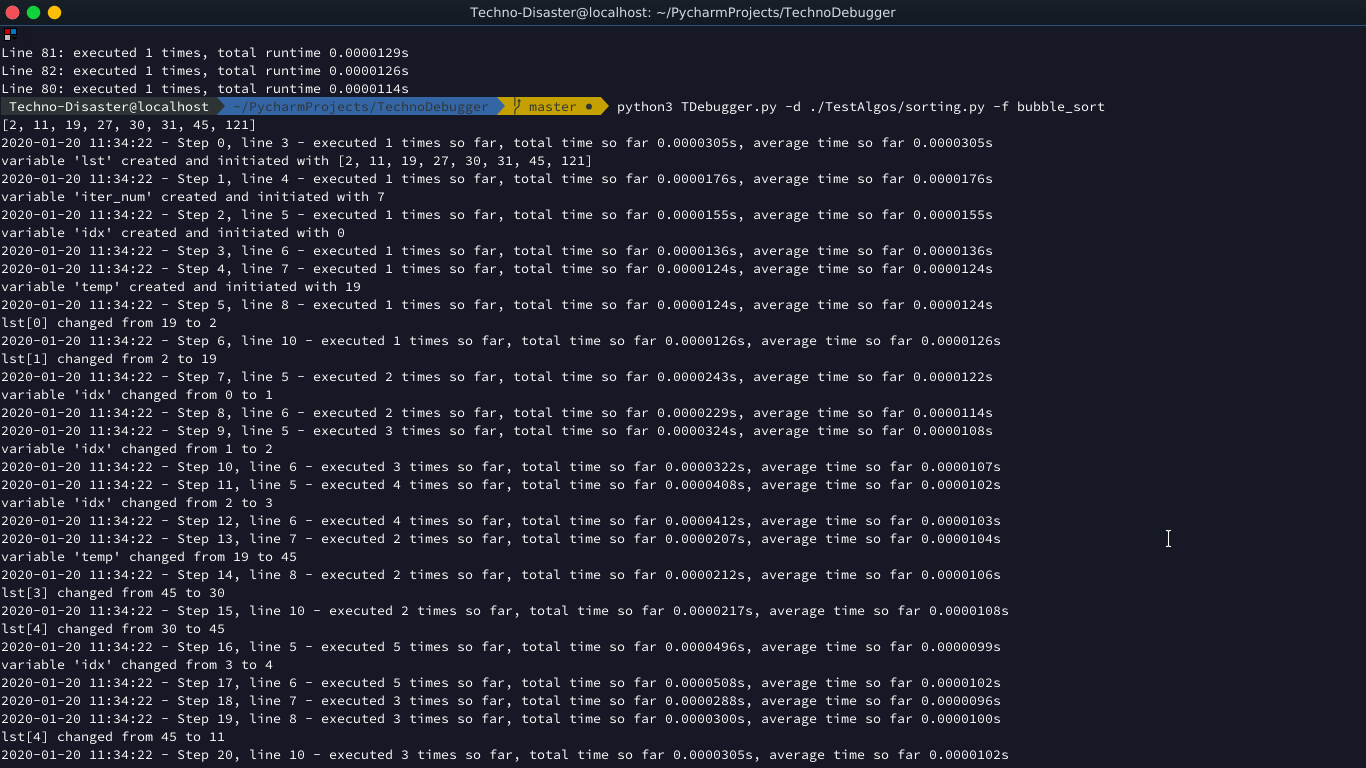 Techno-Disaster@localhost: ~/PycharmProjects/TechnoDebugger
Line 81: executed 1 times, total runtime 0.0000129s
Line 82: executed 1 times, total runtime 0.0000126s
Line 80: executed 1 times, total runtime 0.0000114s
Techno-Disaster@localhost ~/PycharmProjects/TechnoDebugger master ● python3 TDebugger.py -d ./TestAlgos/sorting.py -f bubble_sort
[2, 11, 19, 27, 30, 31, 45, 121]
2020-01-20 11:34:22 - Step 0, line 3 - executed 1 times so far, total time so far 0.0000305s, average time so far 0.0000305s
variable 'lst' created and initiated with [2, 11, 19, 27, 30, 31, 45, 121]
2020-01-20 11:34:22 - Step 1, line 4 - executed 1 times so far, total time so far 0.0000176s, average time so far 0.0000176s
variable 'iter_num' created and initiated with 7
2020-01-20 11:34:22 - Step 2, line 5 - executed 1 times so far, total time so far 0.0000155s, average time so far 0.0000155s
variable 'idx' created and initiated with 0
2020-01-20 11:34:22 - Step 3, line 6 - executed 1 times so far, total time so far 0.0000136s, average time so far 0.0000136s
2020-01-20 11:34:22 - Step 4, line 7 - executed 1 times so far, total time so far 0.0000124s, average time so far 0.0000124s
variable 'temp' created and initiated with 19
2020-01-20 11:34:22 - Step 5, line 8 - executed 1 times so far, total time so far 0.0000124s, average time so far 0.0000124s
lst[0] changed from 19 to 2
2020-01-20 11:34:22 - Step 6, line 10 - executed 1 times so far, total time so far 0.0000126s, average time so far 0.0000126s
lst[1] changed from 2 to 19
2020-01-20 11:34:22 - Step 7, line 5 - executed 2 times so far, total time so far 0.0000243s, average time so far 0.0000122s
variable 'idx' changed from 0 to 1
2020-01-20 11:34:22 - Step 8, line 6 - executed 2 times so far, total time so far 0.0000229s, average time so far 0.0000114s
2020-01-20 11:34:22 - Step 9, line 5 - executed 3 times so far, total time so far 0.0000324s, average time so far 0.0000108s
variable 'idx' changed from 1 to 2
2020-01-20 11:34:22 - Step 10, line 6 - executed 3 times so far, total time so far 0.0000322s, average time so far 0.0000107s
2020-01-20 11:34:22 - Step 11, line 5 - executed 4 times so far, total time so far 0.0000408s, average time so far 0.0000102s
variable 'idx' changed from 2 to 3
2020-01-20 11:34:22 - Step 12, line 6 - executed 4 times so far, total time so far 0.0000412s, average time so far 0.0000103s
2020-01-20 11:34:22 - Step 13, line 7 - executed 2 times so far, total time so far 0.0000207s, average time so far 0.0000104s
variable 'temp' changed from 19 to 45
2020-01-20 11:34:22 - Step 14, line 8 - executed 2 times so far, total time so far 0.0000212s, average time so far 0.0000106s
lst[3] changed from 45 to 30
2020-01-20 11:34:22 - Step 15, line 10 - executed 2 times so far, total time so far 0.0000217s, average time so far 0.0000108s
lst[4] changed from 30 to 45
2020-01-20 11:34:22 - Step 16, line 5 - executed 5 times so far, total time so far 0.0000496s, average time so far 0.0000099s
variable 'idx' changed from 3 to 4
2020-01-20 11:34:22 - Step 17, line 6 - executed 5 times so far, total time so far 0.0000508s, average time so far 0.0000102s
2020-01-20 11:34:22 - Step 18, line 7 - executed 3 times so far, total time so far 0.0000288s, average time so far 0.0000096s
2020-01-20 11:34:22 - Step 19, line 8 - executed 3 times so far, total time so far 0.0000300s, average time so far 0.0000100s
lst[4] changed from 45 to 11
2020-01-20 11:34:22 - Step 20, line 10 - executed 3 times so far, total time so far 0.0000305s, average time so far 0.0000102s